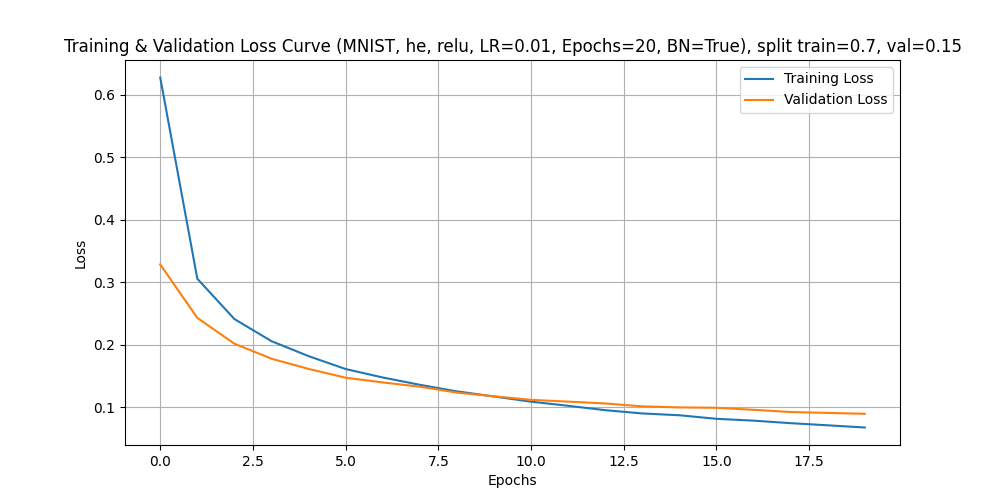 Training & Validation Loss Curve (MNIST, he, relu, LR=0.01, Epochs=20, BN=True), split train=0.7, val=0.15
Training Loss
Validation Loss
0.6
0.5
0.4
0.3
0.2
0.1
Loss
0.0 2.5 5.0 7.5 10.0 12.5 15.0 17.5
Epochs